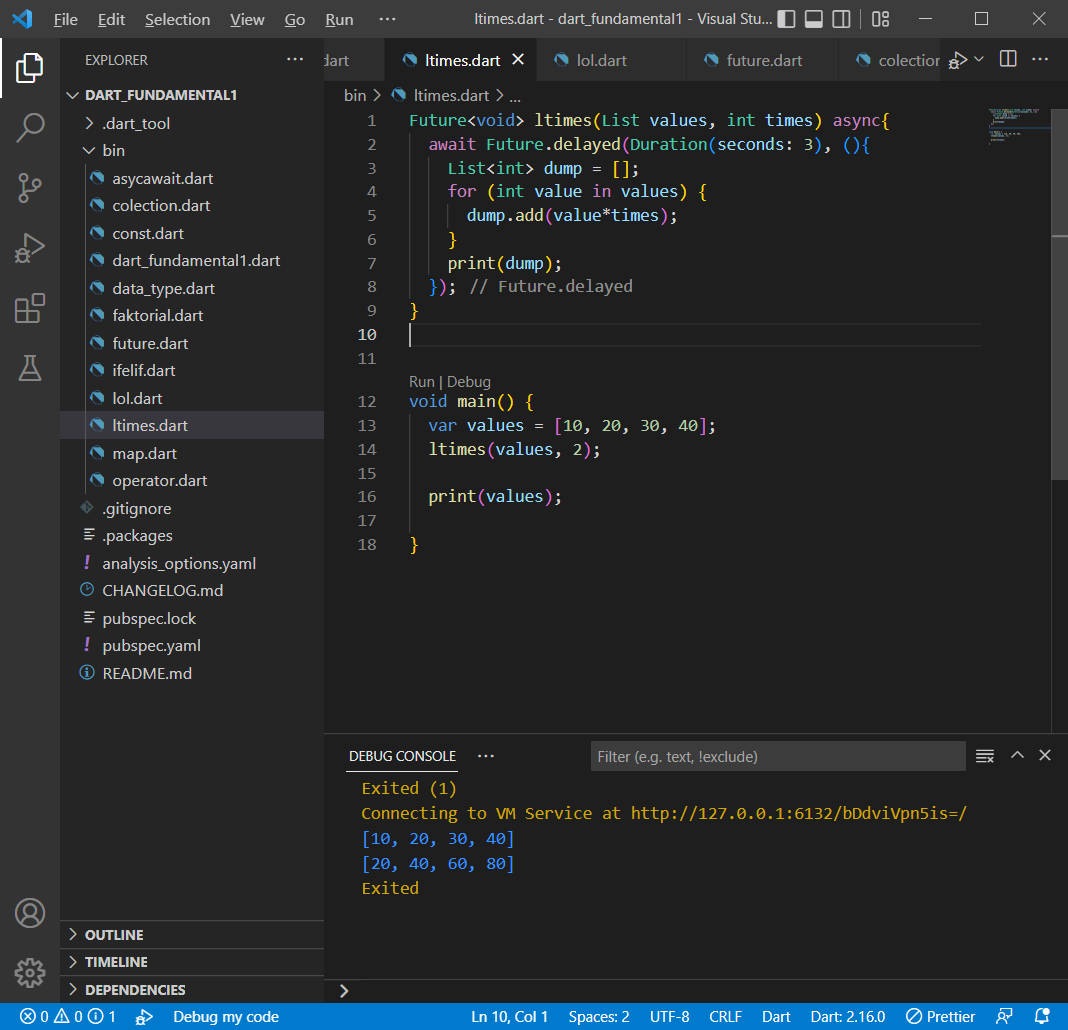 File Edit Selection View Go Run ··· ltimes.dart - dart_fundamental1 - Visual Stu...
EXPLORER ···
dart ltimes.dart lol.dart future.dart colection ···
bin > ltimes.dart > ...
DART_FUNDAMENTAL1
.dart_tool
bin
asycawait.dart
colection.dart
const.dart
dart_fundamental1.dart
data_type.dart
faktorial.dart
future.dart
ifelif.dart
lol.dart
ltimes.dart
map.dart
operator.dart
.gitignore
.packages
analysis_options.yaml
CHANGELOG.md
pubspec.lock
pubspec.yaml
README.md
OUTLINE
TIMELINE
DEPENDENCIES
1 Future<void> ltimes(List values, int times) async{
2 await Future.delayed(Duration(seconds: 3), (){
3 List<int> dump = [];
4 for (int value in values) {
5 dump.add(value*times);
6 }
7 print(dump);
8 }); // Future.delayed
9 }
10
11
Run | Debug
12 void main() {
13 var values = [10, 20, 30, 40];
14 ltimes(values, 2);
15
16 print(values);
17
18 }
DEBUG CONSOLE ··· Filter (e.g. text, !exclude)
Exited (1)
Connecting to VM Service at http://127.0.0.1:6132/bDdviVpn5is=/
[10, 20, 30, 40]
[20, 40, 60, 80]
Exited
>
0 0 1 Debug my code Ln 10, Col 1 Spaces: 2 UTF-8 CRLF Dart Dart: 2.16.0 Prettier